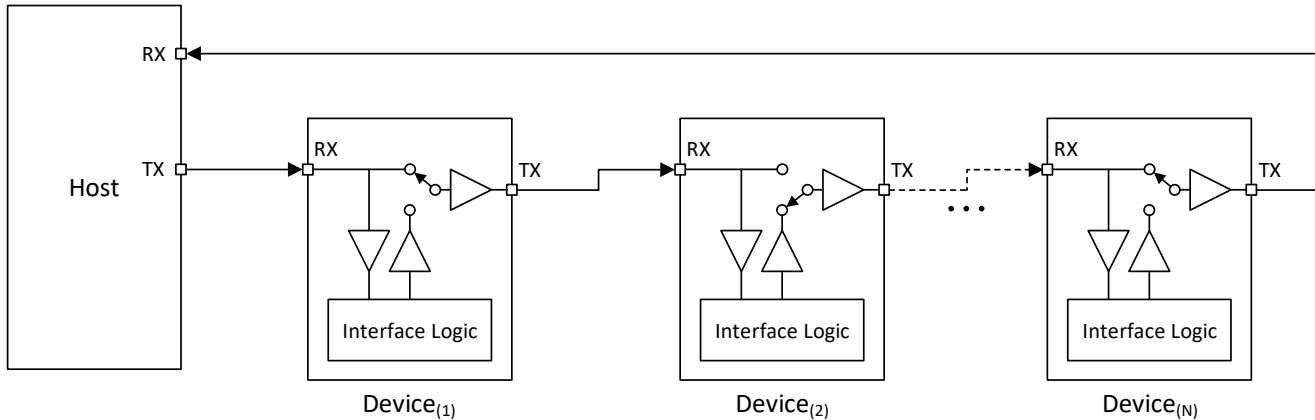 RX
TX
Host
RX
TX
Interface Logic
Device(1)
RX
TX
Interface Logic
Device(2)
...
RX
TX
Interface Logic
Device(N)